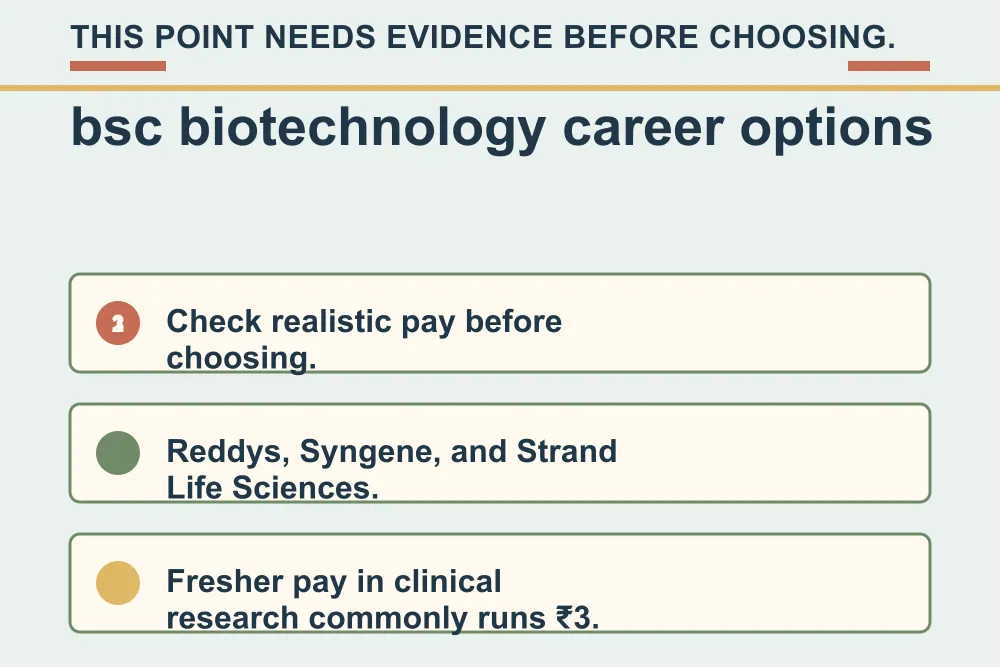 THIS POINT NEEDS EVIDENCE BEFORE CHOOSING.
bsc biotechnology career options
Check realistic pay before
choosing.
Reddys, Syngene, and Strand
Life Sciences.
Fresher pay in clinical
research commonly runs ₹3.